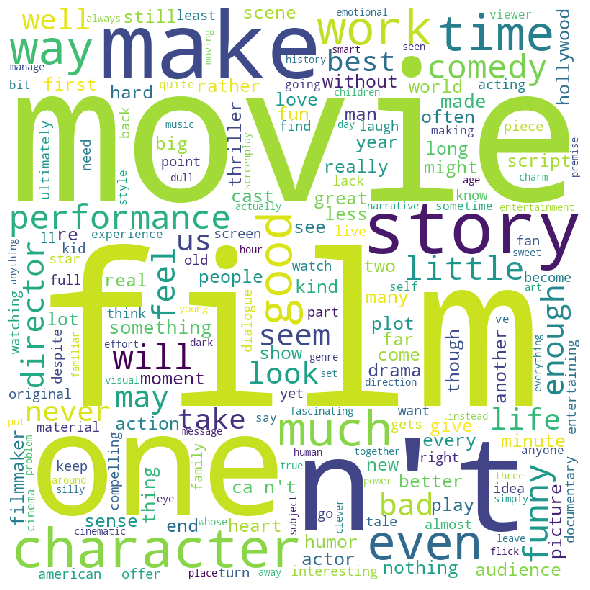 emotional
always
still least
scene
smart
viewer
well
make
work
time
way
seen
moving
hollywood
manage
history
going
best
comedy
bit
quite
rather
children
without
first
hard
love
world
acting
movie
fun
man
made
thriller
find
day
laugh
often
making
piece
ultimately
need
back
music
big
year
style
point
dull
screenplay
really
long
script
premise
lack
age
might
charm
cast
great
know
actually
narrative
sometime
entertainment
performance
less
story
ll
re
us
see
live
fan
anything
kid
experience
screen
hour
sweet
become
director
star
old
good
watch
self
art
little
full
real
people
kind
two
many
watching
feel
think
young
part
ve
enough
lot
something
dialogue
seem
plot
another
everything
despite
familiar
effort
dark
show
genre
far
though
film
will
visual
look
set
come
drama
entertaining
original
may
moment
yet
direction
never
put
action
take
say
fascinating
want
instead
life
material
message
much
gets
give
filmmaker
problem
around
compelling
family
human
together
every
minute
anyone
one
n't
keep
thing
ca n't
true
right
new
three
funny
cinema
silly
eye
subject
go
power
better
idea
simply
picture
documentary
sense
end
whose
heart
clever
tale
play
almost
leave
character
cinematic
humor
bad
even
nothing
flick
actor
audience
american
offer
place
turn
away
interesting